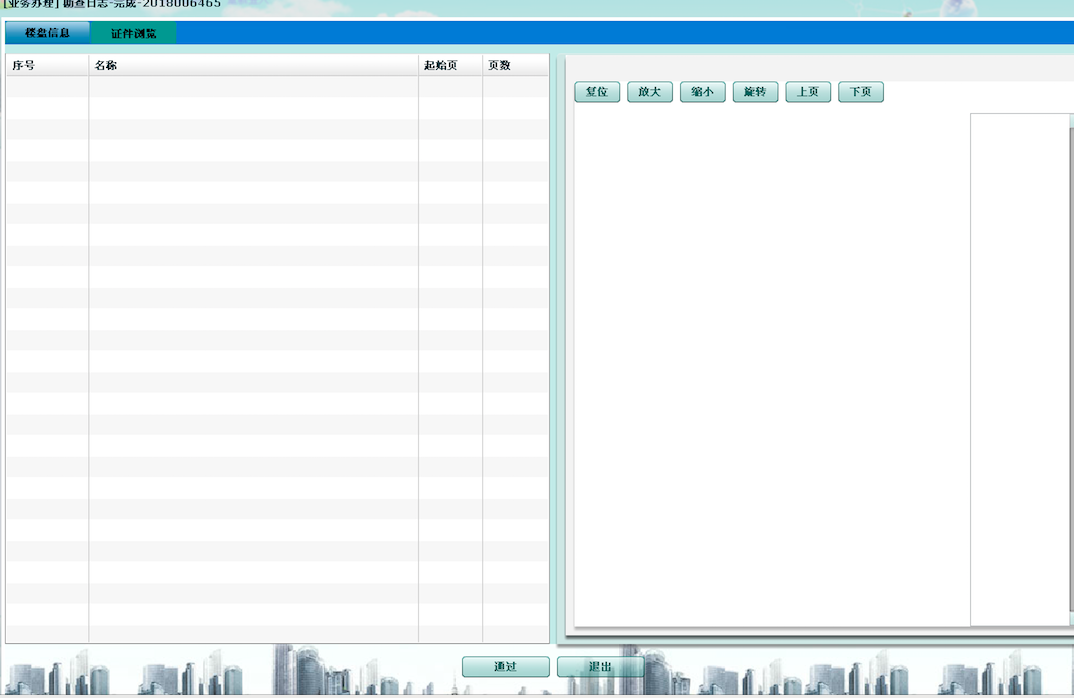 [业务办理] 勘查日志-完成-2018006465
楼盘信息 证件浏览
序号 名称 起始页 页数
复位 放大 缩小 旋转 上页 下页
通过 退出